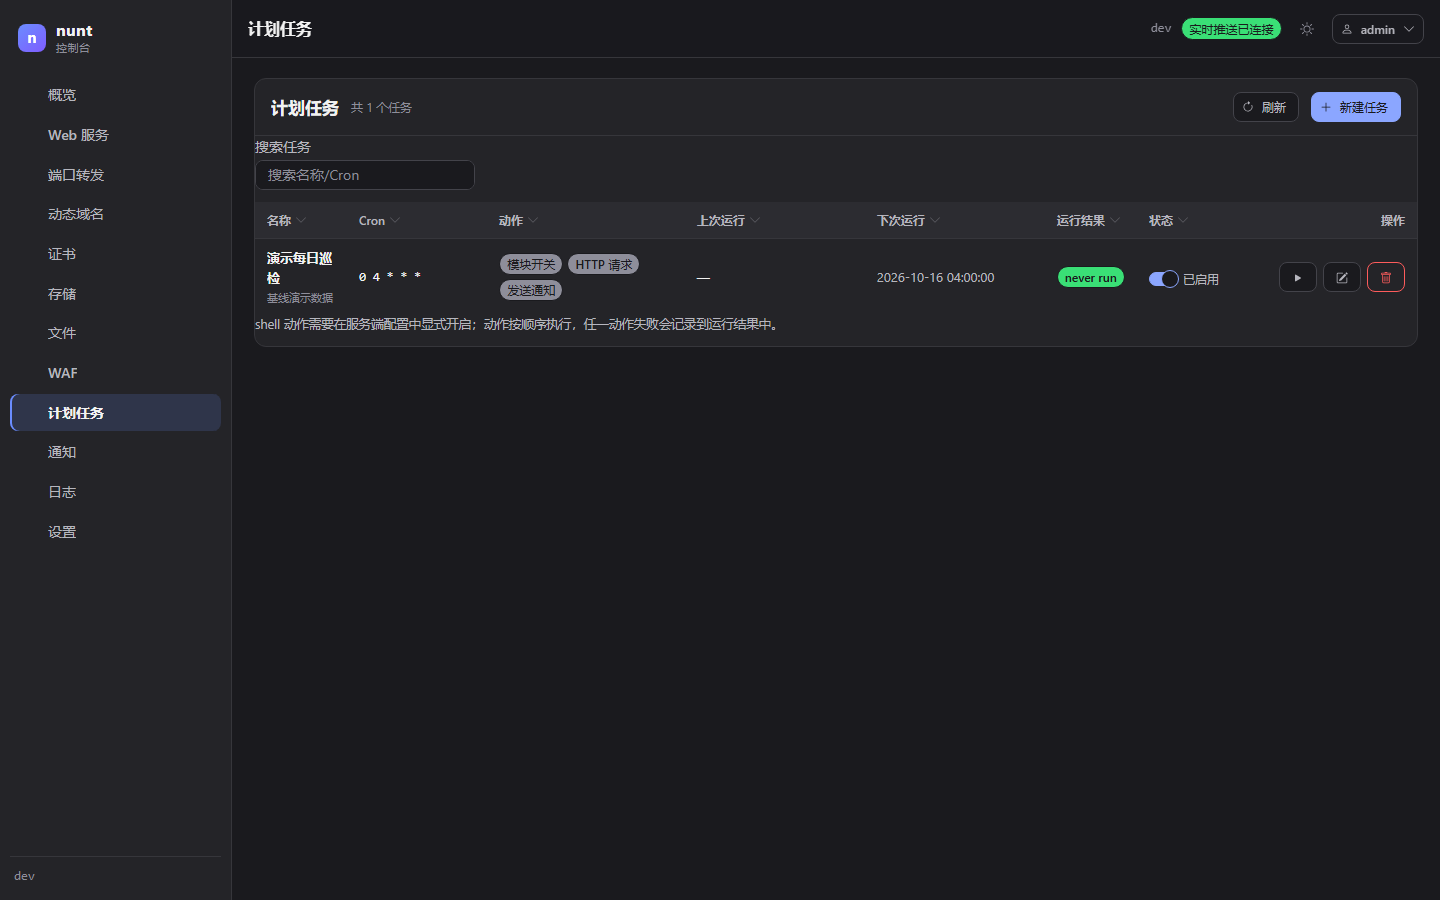 n
nunt
控制台
概览
Web 服务
端口转发
动态域名
证书
存储
文件
WAF
计划任务
通知
日志
设置
dev
计划任务
dev
实时推送已连接
admin
计划任务
共 1 个任务
刷新
新建任务
搜索任务
搜索名称/Cron
名称
Cron
动作
上次运行
下次运行
运行结果
状态
操作
演示每日巡
检
基线演示数据
0 4 * * *
模块开关
HTTP 请求
发送通知
—
2026-10-16 04:00:00
never run
已启用
shell 动作需要在服务端配置中显式开启；动作按顺序执行，任一动作失败会记录到运行结果中。